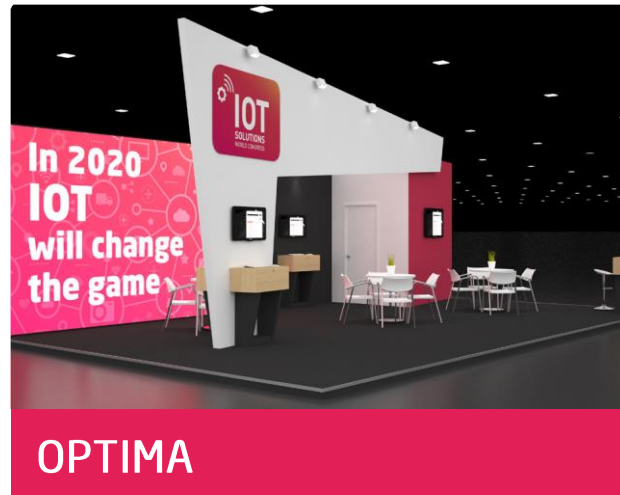 In 2020
IOT
will change
the game
IOT
SOLUTIONS
WORLD CONGRESS
OPTIMA